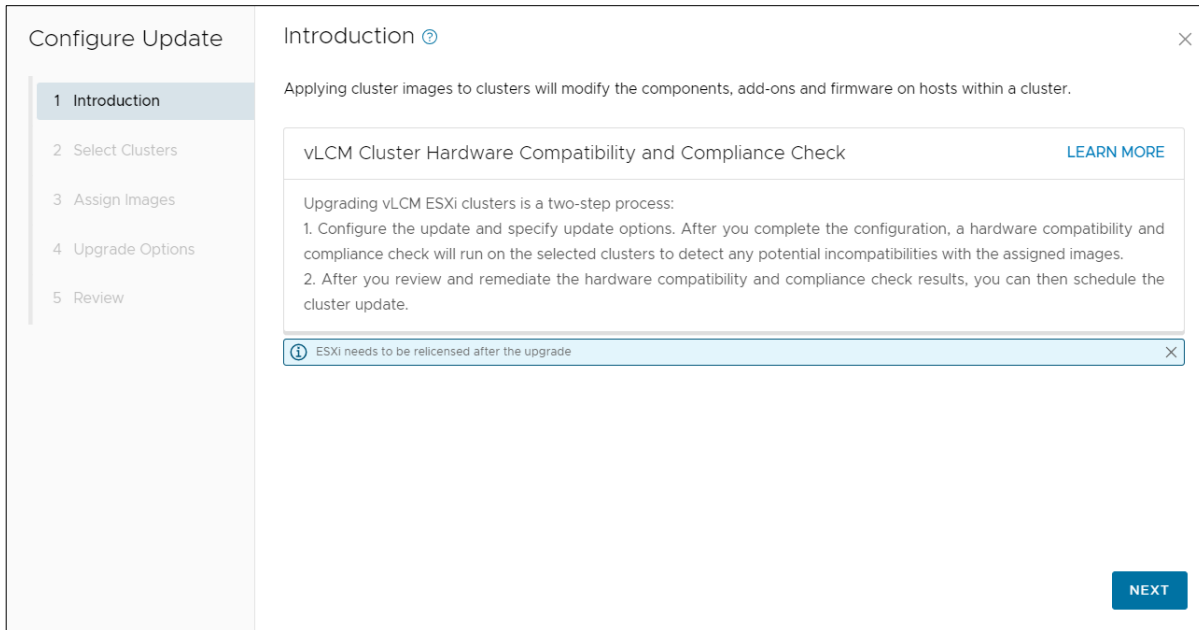 Configure Update
1 Introduction
2 Select Clusters
3 Assign Images
4 Upgrade Options
5 Review
Introduction
Applying cluster images to clusters will modify the components, add-ons and firmware on hosts within a cluster.
vLCM Cluster Hardware Compatibility and Compliance Check
LEARN MORE
Upgrading vLCM ESXi clusters is a two-step process:
1. Configure the update and specify update options. After you complete the configuration, a hardware compatibility and
compliance check will run on the selected clusters to detect any potential incompatibilities with the assigned images.
2. After you review and remediate the hardware compatibility and compliance check results, you can then schedule the
cluster update.
ESXi needs to be relicensed after the upgrade
NEXT